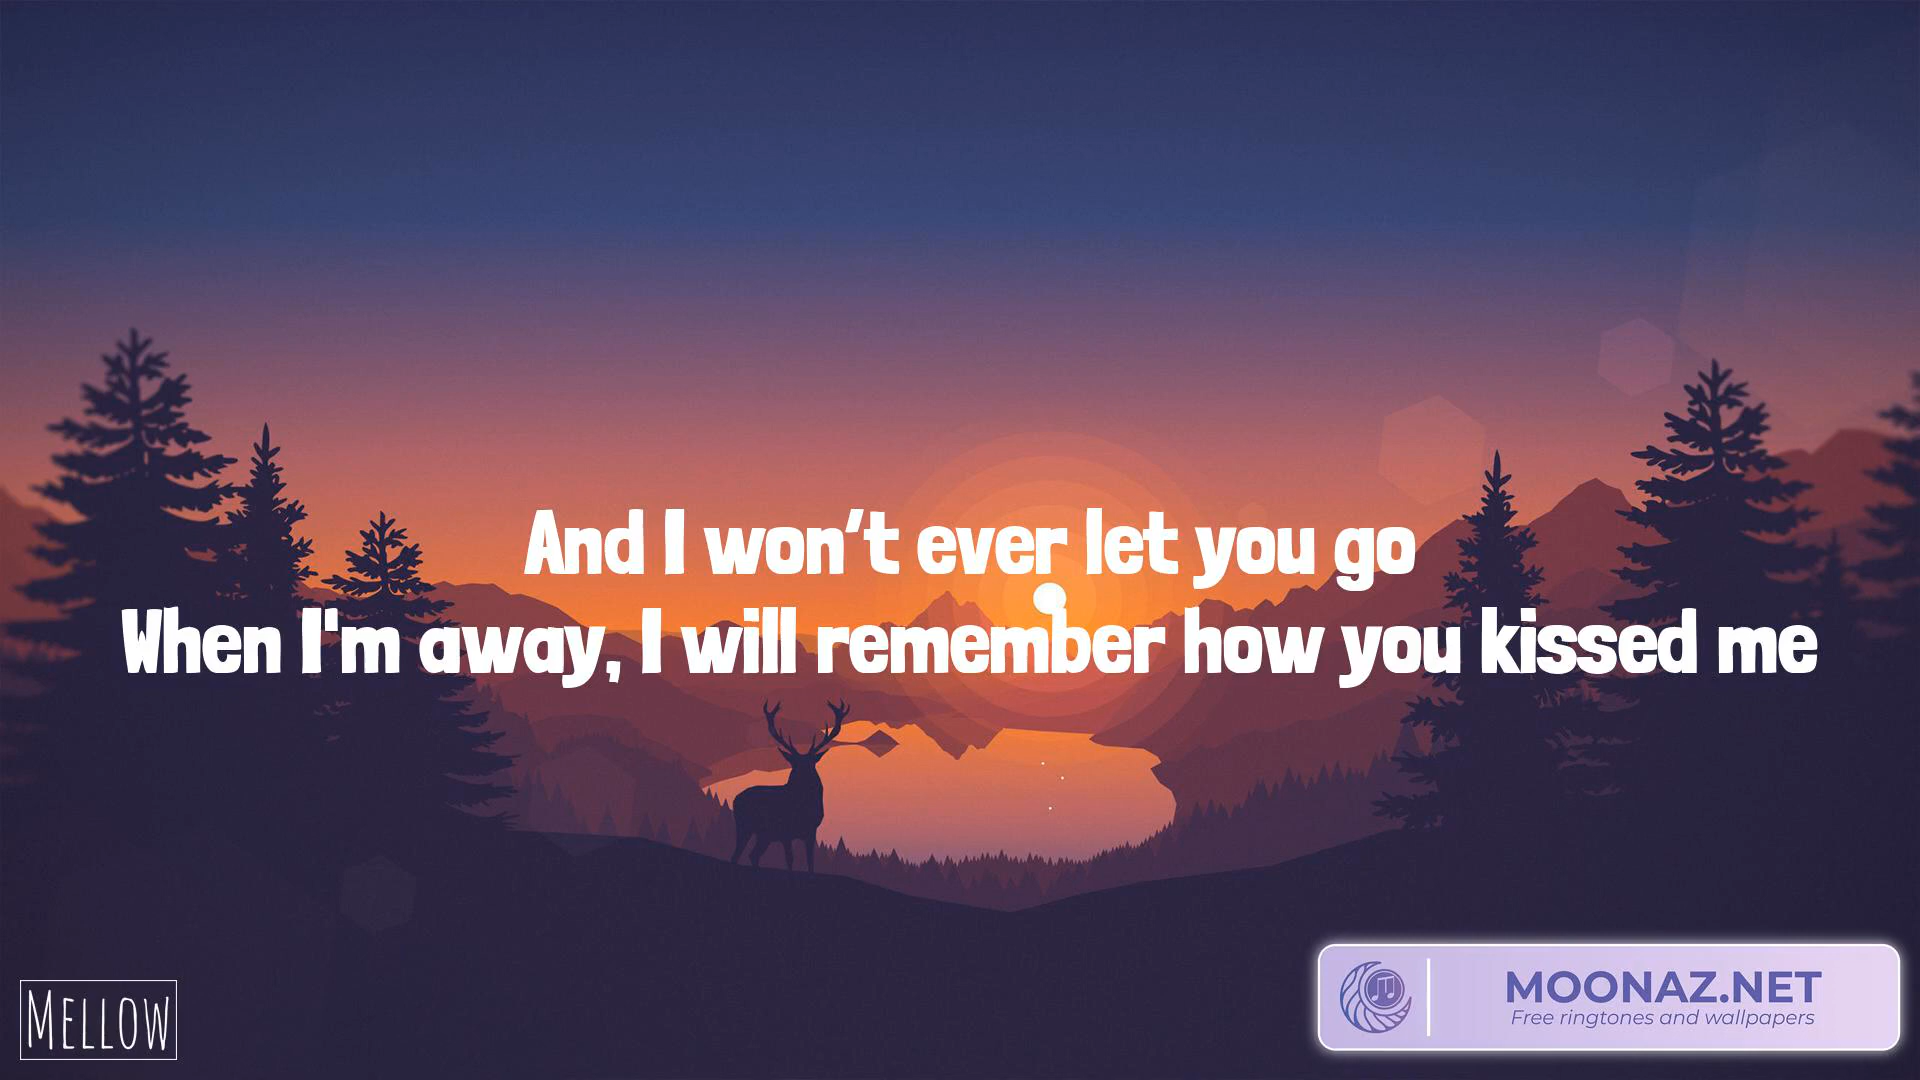 And I won't ever let you go
When I'm away, I will remember how you kissed me
MELLOW
MOONAZ.NET
Free ringtones and wallpapers